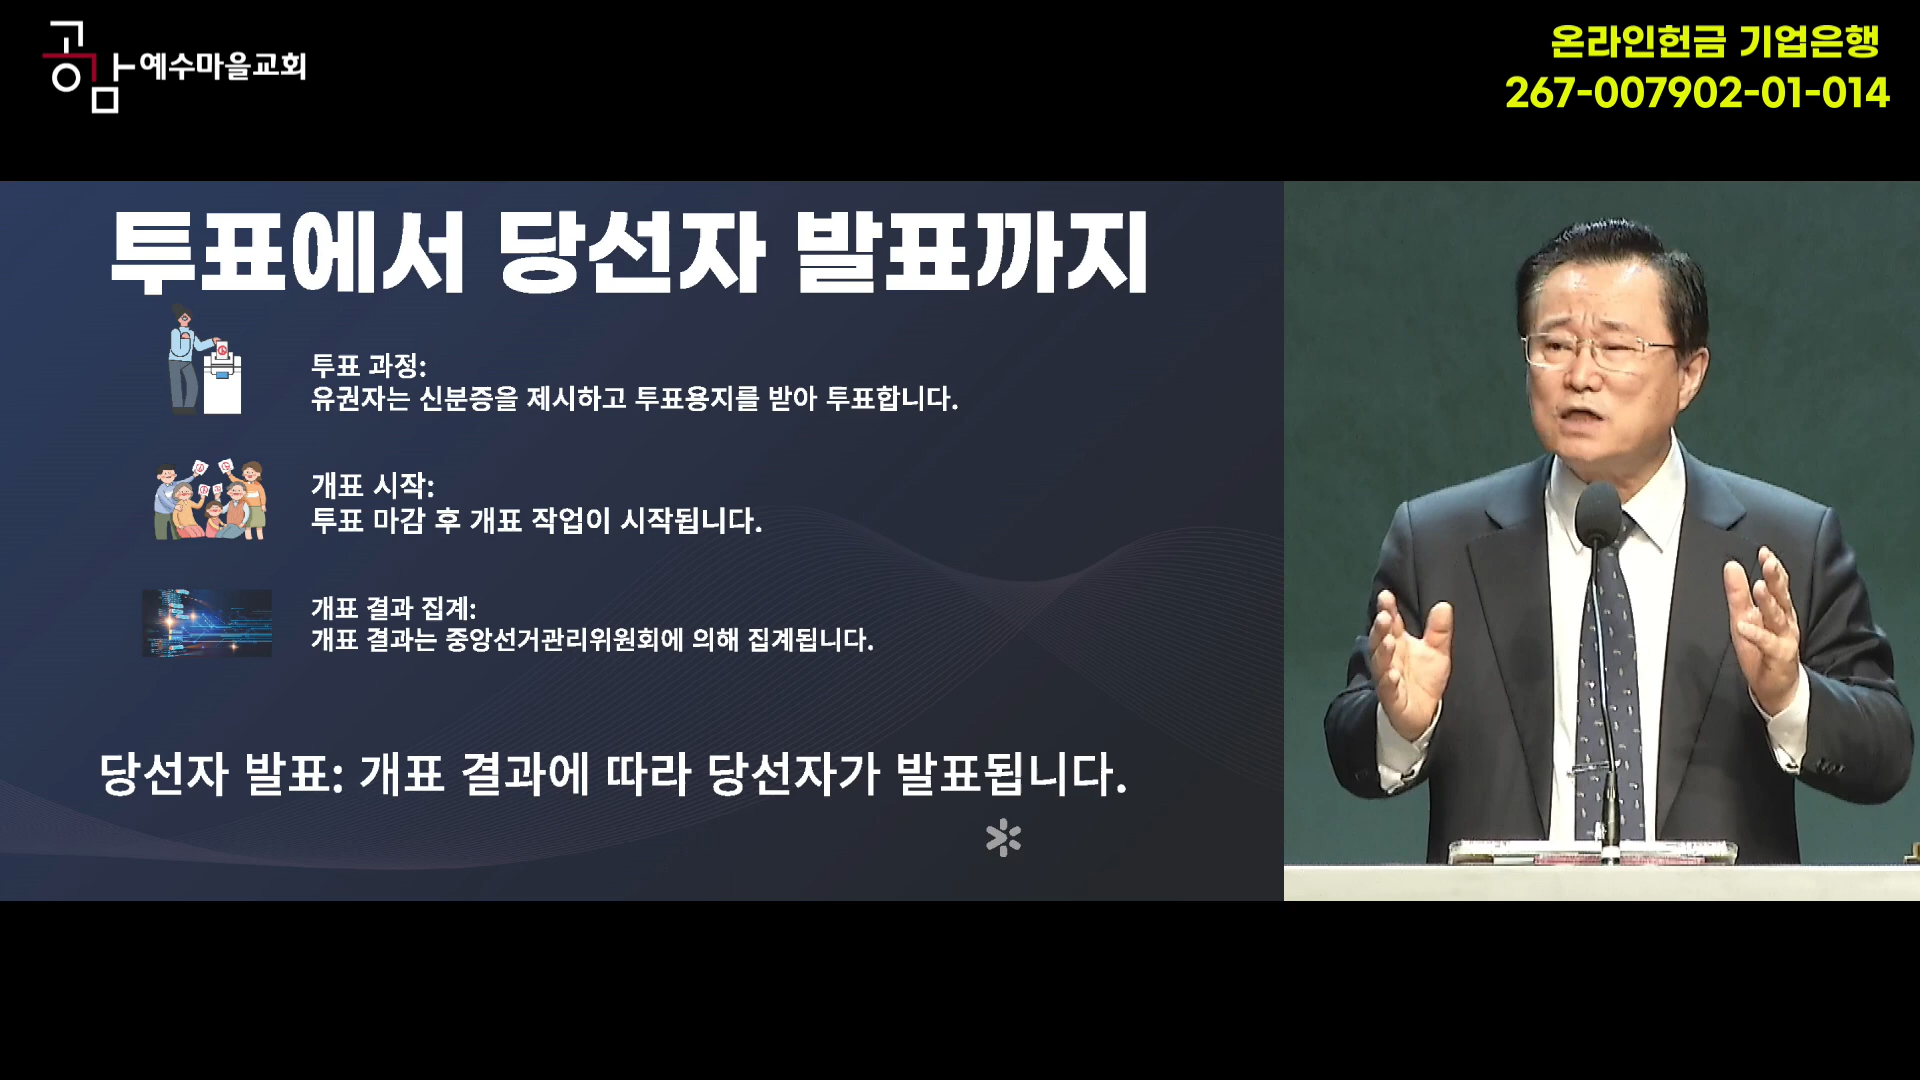 공감
예수마을교회
온라인헌금 기업은행
267-007902-01-014
투표에서 당선자 발표까지
투표 과정:
유권자는 신분증을 제시하고 투표용지를 받아 투표합니다.
개표 시작:
투표 마감 후 개표 작업이 시작됩니다.
개표 결과 집계:
개표 결과는 중앙선거관리위원회에 의해 집계됩니다.
당선자 발표: 개표 결과에 따라 당선자가 발표됩니다.